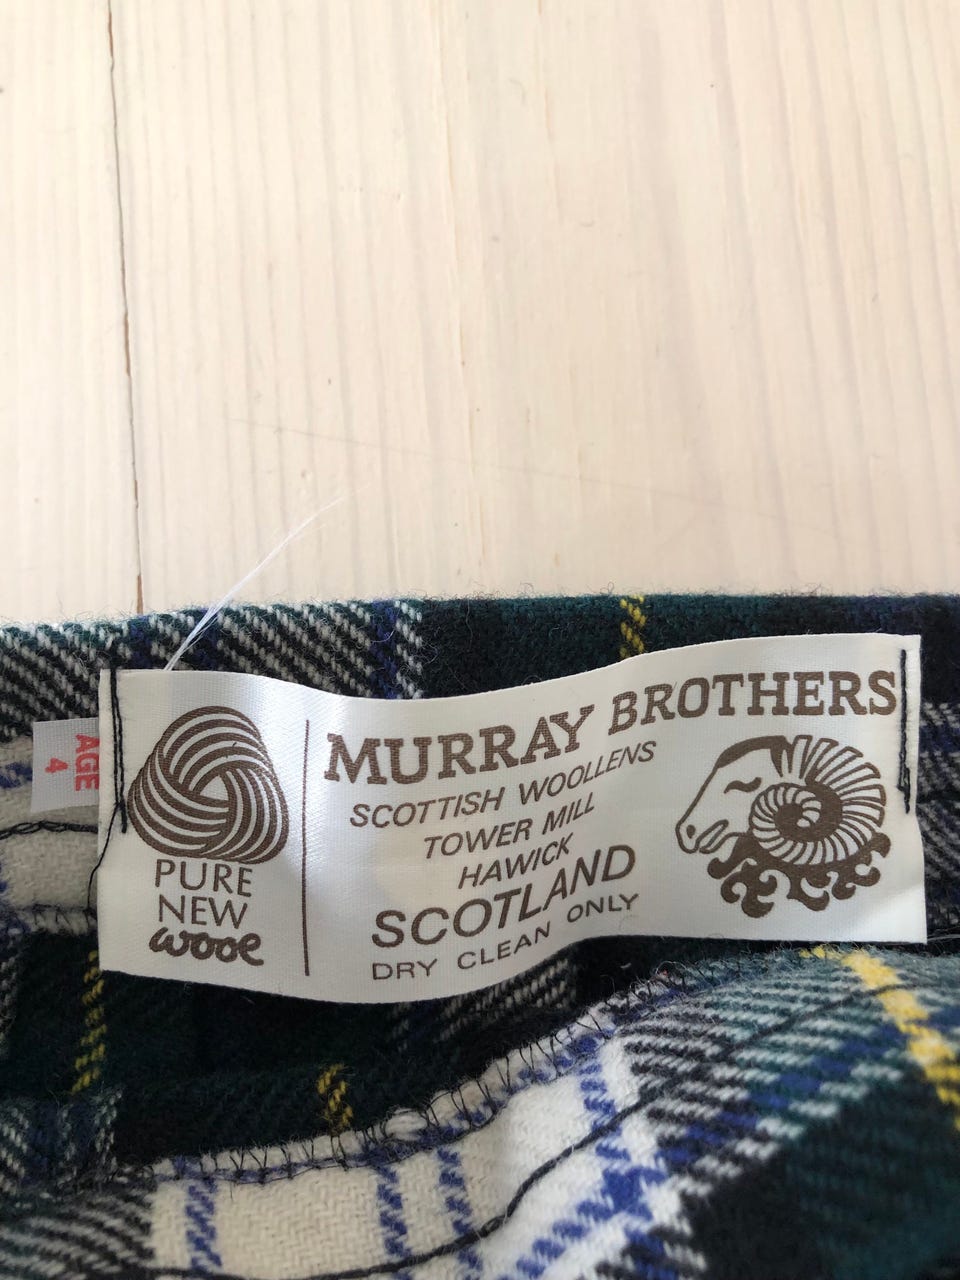 AGE
4
PURE
NEW
wool
MURRAY BROTHERS
SCOTTISH WOOLLENS
TOWER MILL
HAWICK
SCOTLAND
DRY CLEAN ONLY